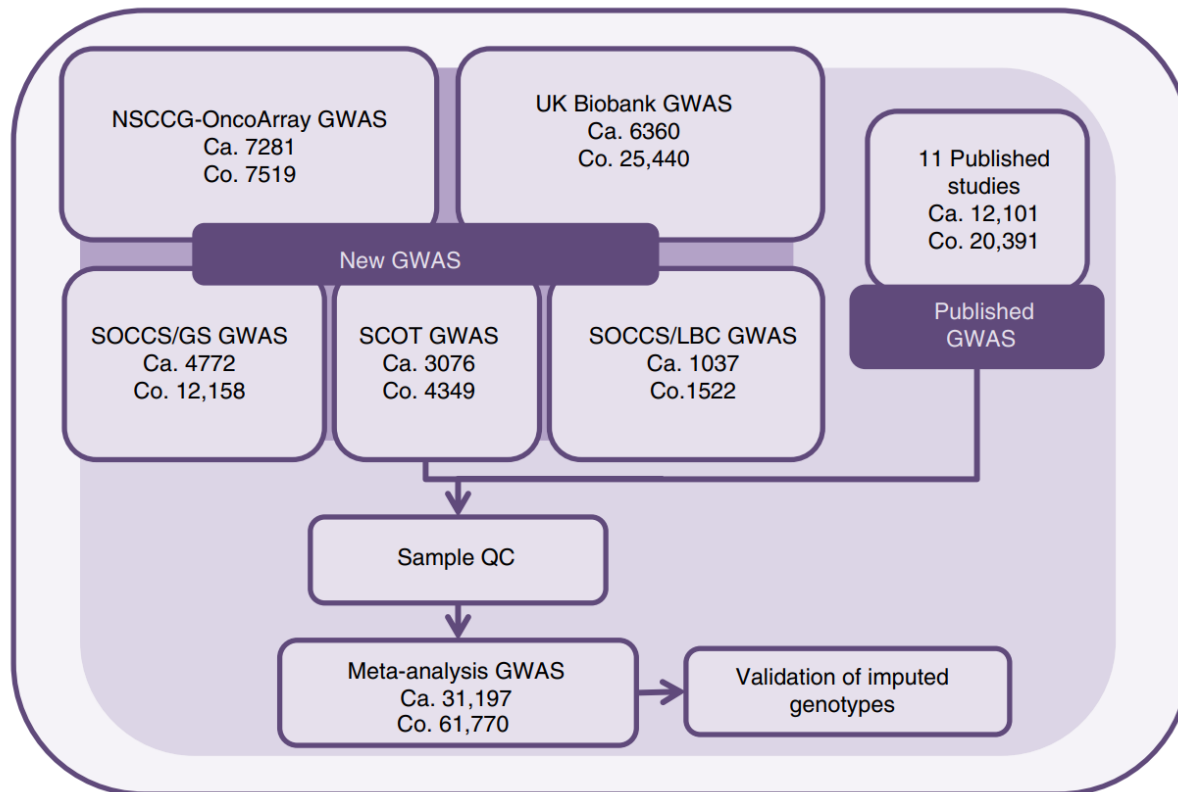 NSCCG-OncoArray GWAS
Ca. 7281
Co. 7519
UK Biobank GWAS
Ca. 6360
Co. 25,440
11 Published
studies
Ca. 12,101
Co. 20,391
New GWAS
Published
GWAS
SOCCS/GS GWAS
Ca. 4772
Co. 12,158
SCOT GWAS
Ca. 3076
Co. 4349
SOCCS/LBC GWAS
Ca. 1037
Co.1522
Sample QC
Meta-analysis GWAS
Ca. 31,197
Co. 61,770
Validation of imputed
genotypes